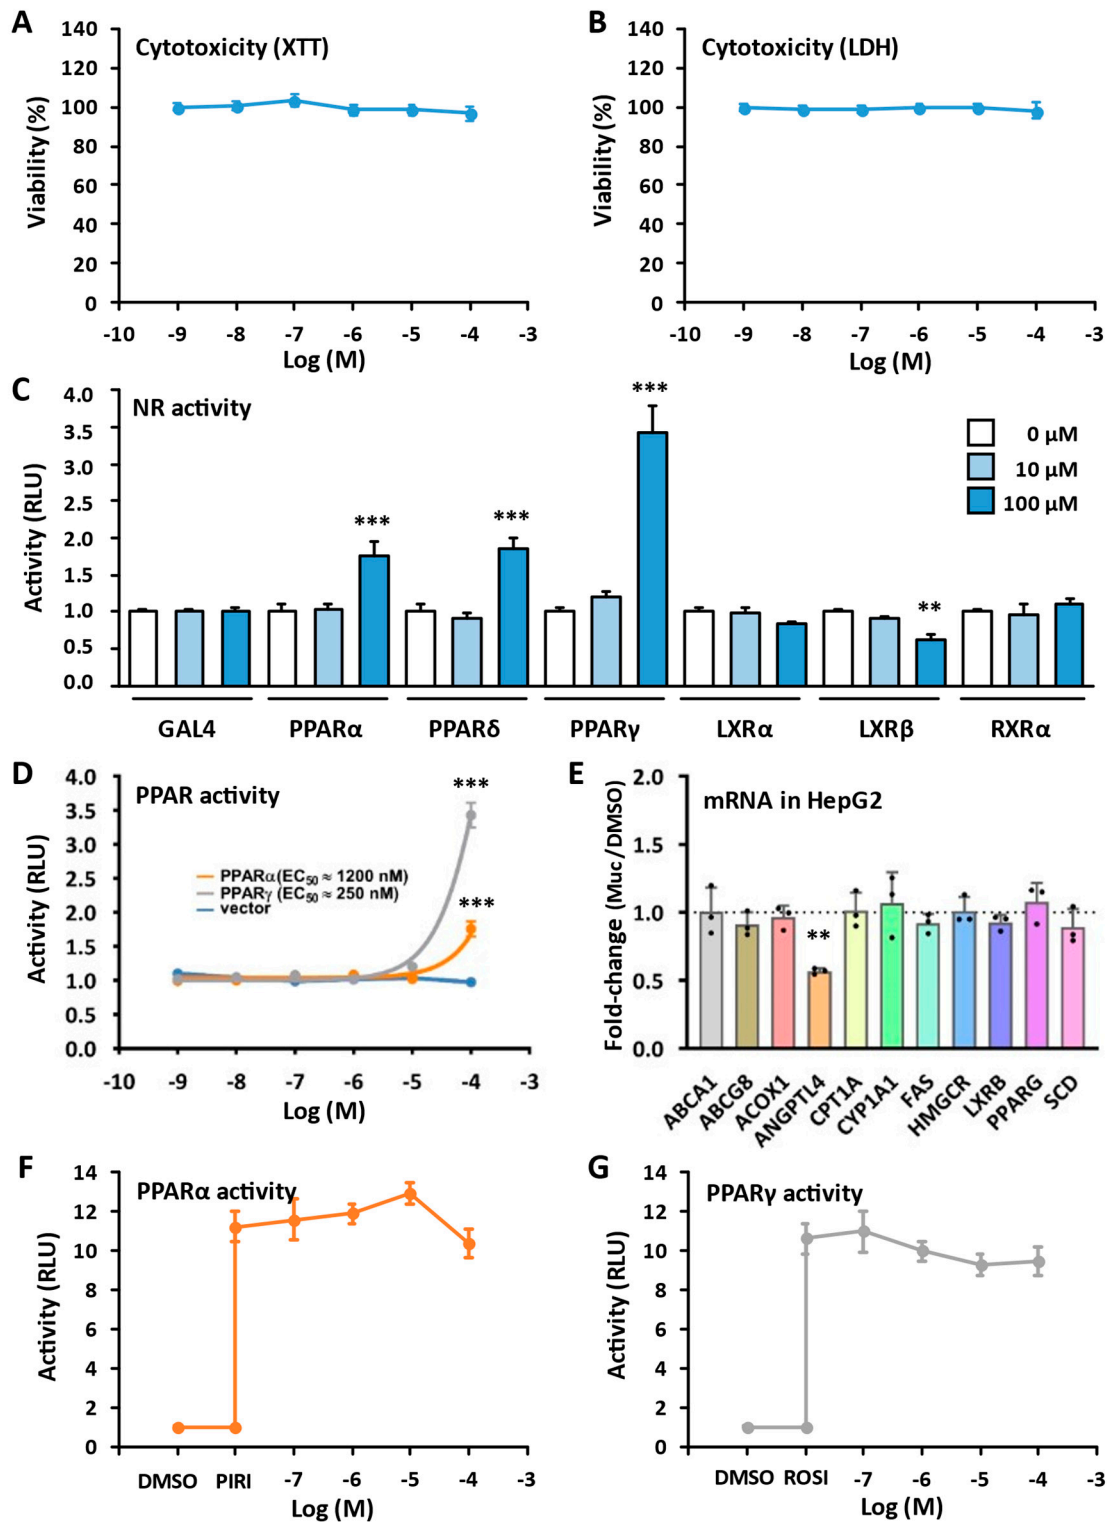 A
Cytotoxicity (XTT)
Viability (%)
140
120
100
80
60
40
20
0
-10 -9 -8 -7 -6 -5 -4 -3
Log (M)
B
Cytotoxicity (LDH)
Viability (%)
140
120
100
80
60
40
20
0
-10 -9 -8 -7 -6 -5 -4 -3
Log (M)
C
NR activity
Activity (RLU)
4.0
3.5
3.0
2.5
2.0
1.5
1.0
0.5
0.0
***
***
***
**
0 μM
10 μM
100 μM
GAL4 PPARα PPARδ PPARγ LXRα LXRβ RXRα
D
PPAR activity
Activity (RLU)
4.0
3.5
3.0
2.5
2.0
1.5
1.0
0.5
0.0
***
***
PPARα (EC50 ≈ 1200 nM)
PPARγ (EC50 ≈ 250 nM)
vector
-10 -9 -8 -7 -6 -5 -4 -3
Log (M)
E
mRNA in HepG2
Fold-change (Muc/DMSO)
2.0
1.5
1.0
0.5
0.0
**
ABCA1
ABCG8
ACOX1
ANGPTL4
CPT1A
CYP1A1
FAS
HMGCR
LXRB
PPARG
SCD
F
PPARα activity
Activity (RLU)
14
12
10
8
6
4
2
0
DMSO PIRI -7 -6 -5 -4 -3
Log (M)
G
PPARγ activity
Activity (RLU)
14
12
10
8
6
4
2
0
DMSO ROSI -7 -6 -5 -4 -3
Log (M)